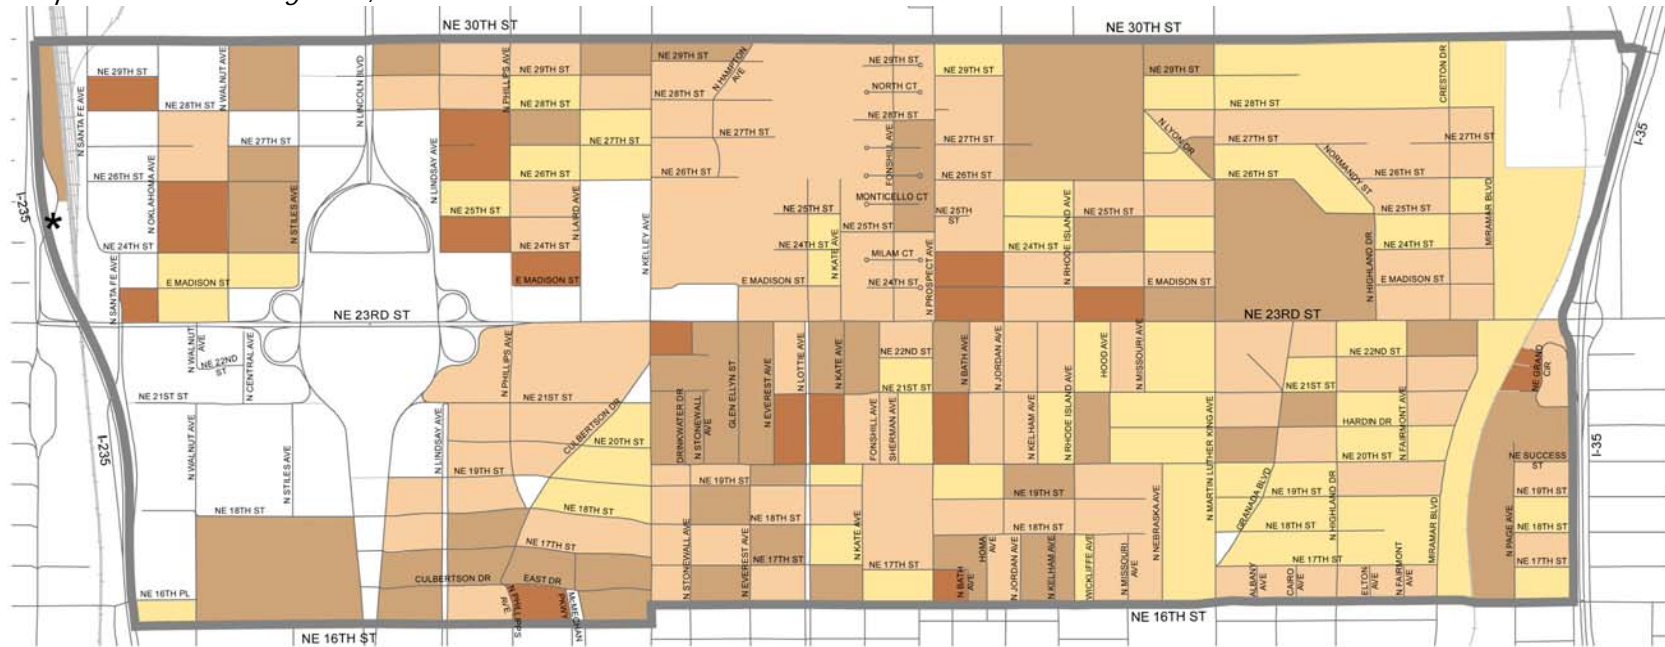 NE 30TH ST
NE 30TH ST
NE 29TH ST
NE 28TH ST
N WALNUT AVE
N LINCOLN BLVD
N SANTA FE AVE
NE 27TH ST
NE 26TH ST
N OKLAHOMA AVE
N STILES AVE
NE 24TH ST
E MADISON ST
N SANTA FE AVE
I-235
*
N PHILLIPS AVE
NE 29TH ST
NE 28TH ST
NE 27TH ST
NE 26TH ST
N LINDSAY AVE
NE 25TH ST
N LAIRD AVE
NE 24TH ST
E MADISON ST
N KELLEY AVE
NE 29TH ST
N HAMPTON AVE
NE 28TH ST
NE 27TH ST
NE 26TH ST
NE 29TH ST
NORTH CT
NE 28TH ST
FONSHILL AVE
MONTICELLO CT
NE 25TH ST
NE 25TH ST
NE 24TH ST
N KATE AVE
MILAM CT
NE 24TH ST
E MADISON ST
N PROSPECT AVE
NE 29TH ST
NE 27TH ST
NE 26TH ST
NE 25TH ST
NE 24TH ST
N RHODE ISLAND AVE
NE 25TH ST
NE 29TH ST
N LYON DR
E MADISON ST
CRESTON DR
NE 28TH ST
NE 27TH ST
NE 27TH ST
NORMANDY ST
NE 26TH ST
NE 26TH ST
NE 25TH ST
NE 24TH ST
MIRAMAR BLVD
N HIGHLAND DR
E MADISON ST
I-35
NE 23RD ST
NE 23RD ST
N WALNUT AVE
NE 22ND ST
N CENTRAL AVE
NE 21ST ST
I-235
N WALNUT AVE
N STILES AVE
NE 18TH ST
NE 16TH PL
N PHILLIPS AVE
NE 21ST ST
N LINDSAY AVE
CULBERTSON DR
NE 20TH ST
NE 19TH ST
NE 18TH ST
NE 17TH ST
CULBERTSON DR
EAST DR
N PHILLIPS AVE
McMECHAN PKWY
DRINKWATER DR
N STONEWALL AVE
GLEN ELLYN ST
N EVEREST AVE
N LOTTIE AVE
N KATE AVE
NE 22ND ST
NE 21ST ST
FONSHILL AVE
SHERMAN AVE
NE 19TH ST
NE 18TH ST
NE 17TH ST
N STONEWALL AVE
N EVEREST AVE
N KATE AVE
NE 17TH ST
N BATH AVE
N JORDAN AVE
N KELHAM AVE
N RHODE ISLAND AVE
HOOD AVE
N MISSOURI AVE
NE 19TH ST
NE 18TH ST
N BATH AVE
HOMA AVE
N JORDAN AVE
N KELHAM AVE
WICKLIFFE AVE
N MISSOURI AVE
N NEBRASKA AVE
N MARTIN LUTHER KING AVE
NE 22ND ST
NE 21ST ST
HARDIN DR
N FAIRMONT AVE
NE 20TH ST
GRANADA BLVD
NE 19TH ST
N HIGHLAND DR
NE 18TH ST
NE 17TH ST
MIRAMAR BLVD
ALBANY AVE
CAIRO AVE
ELTON AVE
N FAIRMONT AVE
NE GRAND CIR
I-35
NE SUCCESS ST
NE 19TH ST
NE 18TH ST
NE 17TH ST
N PAGE AVE
NE 16TH ST
NE 16TH ST